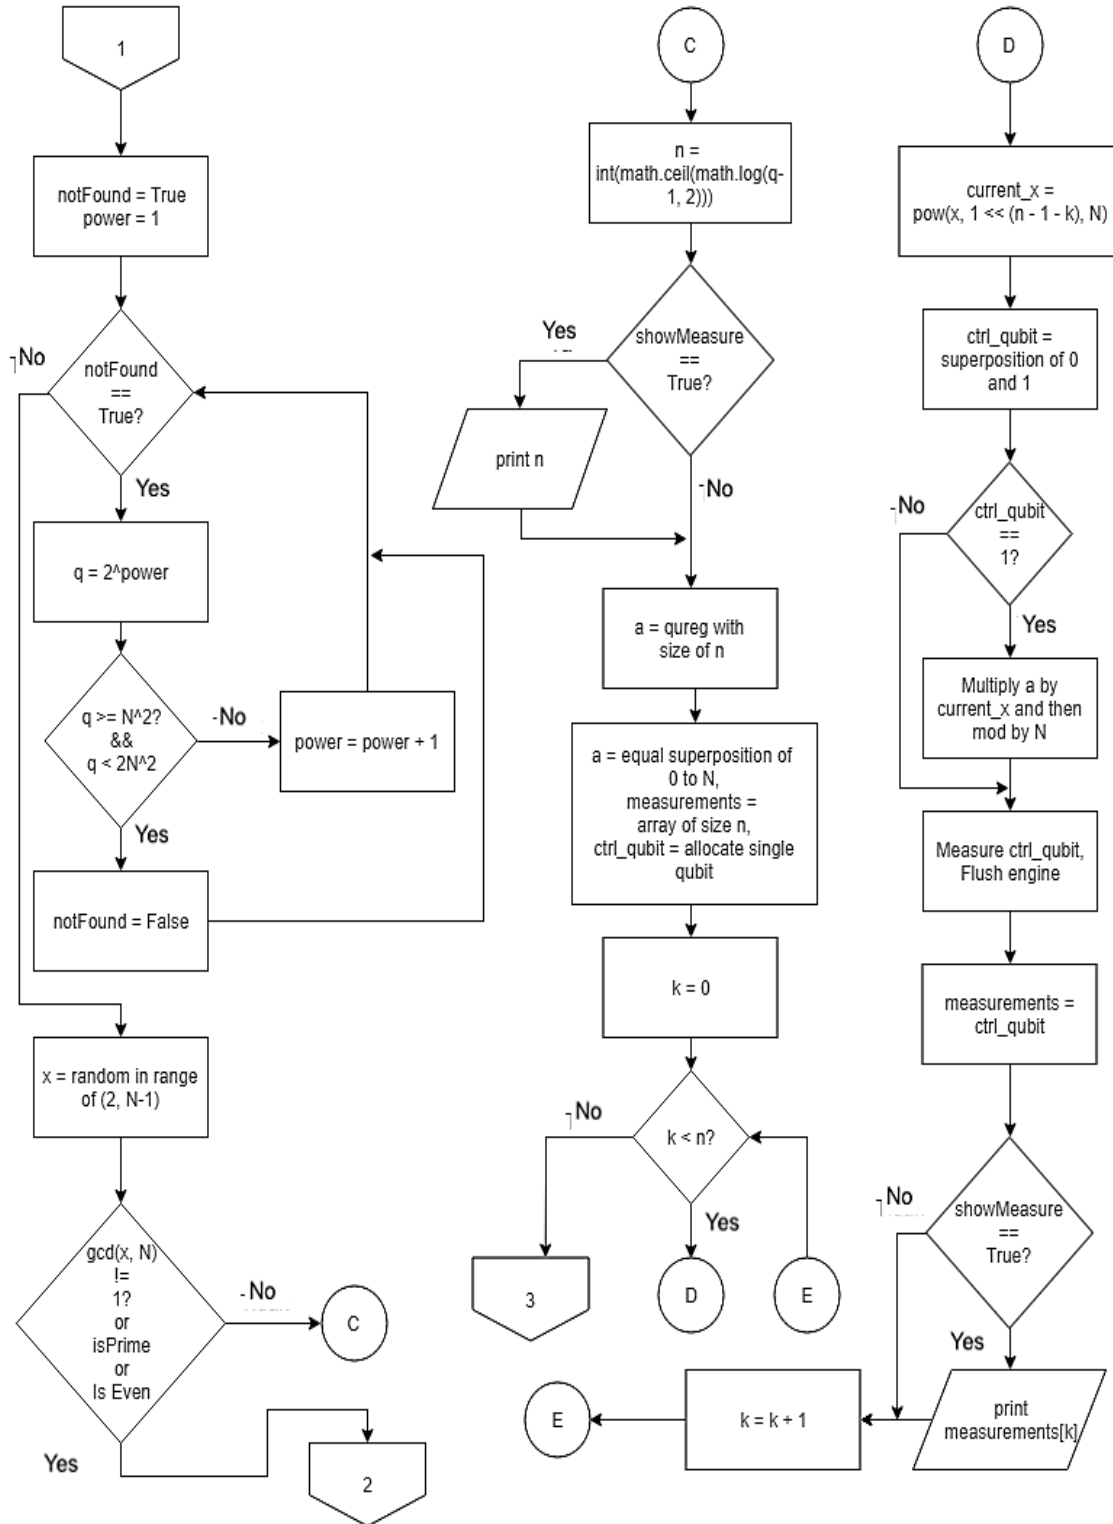 1
notFound = True
power = 1
No
notFound
==
True?
Yes
q = 2^power
q >= N^2?
&&
q < 2N^2
-No
power = power + 1
Yes
notFound = False
x = random in range
of (2, N-1)
gcd(x, N)
!=
1?
or
isPrime
or
Is Even
-No
C
Yes
2
C
n =
int(math.ceil(math.log(q-
1, 2)))
showMeasure
==
True?
Yes
print n
-No
a = qureg with
size of n
a = equal superposition of
0 to N,
measurements =
array of size n,
ctrl_qubit = allocate single
qubit
k = 0
k < n?
No
Yes
3
D
E
D
current_x =
pow(x, 1 << (n - 1 - k), N)
ctrl_qubit =
superposition of 0
and 1
ctrl_qubit
==
1?
-No
Yes
Multiply a by
current_x and then
mod by N
Measure ctrl_qubit,
Flush engine
measurements =
ctrl_qubit
showMeasure
==
True?
No
Yes
print
measurements[k]
k = k + 1
E